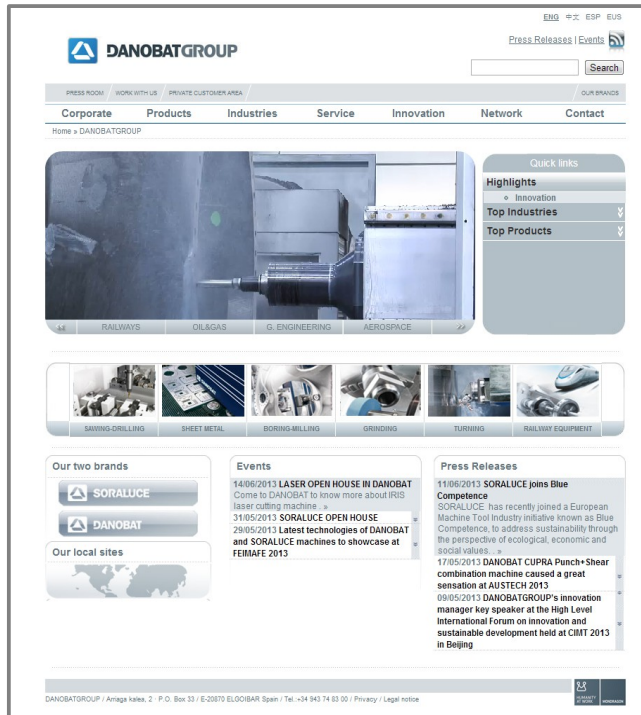 ENG 中文 ESP EUS
Press Releases | Events
DANOBATGROUP
Search
PRESS ROOM WORK WITH US PRIVATE CUSTOMER AREA OUR BRANDS
Corporate Products Industries Service Innovation Network Contact
Home » DANOBATGROUP
Quick links
Highlights
Innovation
Top Industries
Top Products
RAILWAYS OIL&GAS G. ENGINEERING AEROSPACE
SAWING-DRILLING SHEET METAL BORING-MILLING GRINDING TURNING RAILWAY EQUIPMENT
Our two brands
SORALUCE
DANOBAT
Our local sites
Events
14/06/2013 LASER OPEN HOUSE IN DANOBAT
Come to DANOBAT to know more about IRIS
laser cutting machine . »
31/05/2013 SORALUCE OPEN HOUSE
29/05/2013 Latest technologies of DANOBAT
and SORALUCE machines to showcase at
FEIMAFE 2013
Press Releases
11/06/2013 SORALUCE joins Blue
Competence
SORALUCE has recently joined a European
Machine Tool Industry initiative known as Blue
Competence, to address sustainability through
the perspective of ecological, economic and
social values. . »
17/05/2013 DANOBAT CUPRA Punch+Shear
combination machine caused a great
sensation at AUSTECH 2013
09/05/2013 DANOBATGROUP's innovation
manager key speaker at the High Level
International Forum on innovation and
sustainable development held at CIMT 2013
in Beijing
DANOBATGROUP / Arriaga kalea, 2 · P.O. Box 33 / E-20870 ELGOIBAR Spain / Tel.:+34 943 74 83 00 / Privacy / Legal notice
HUMANITY
AT WORK MONDRAGON